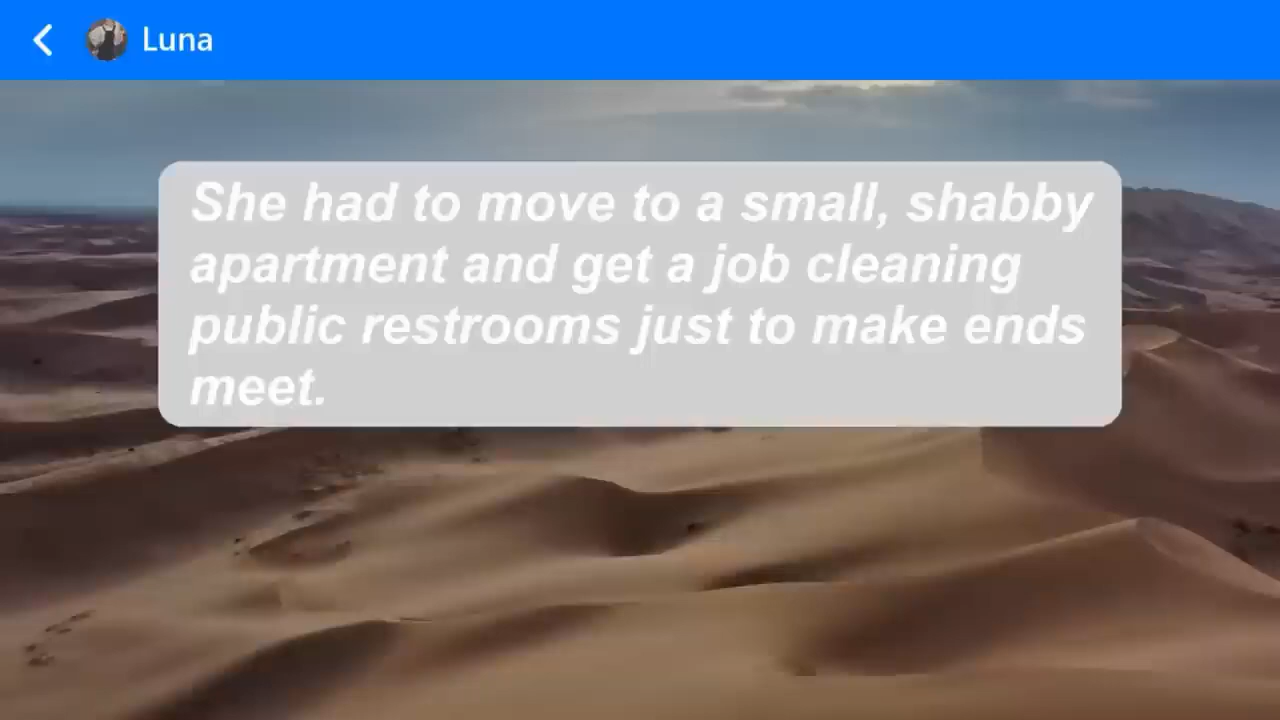 Luna
She had to move to a small, shabby
apartment and get a job cleaning
public restrooms just to make ends
meet.